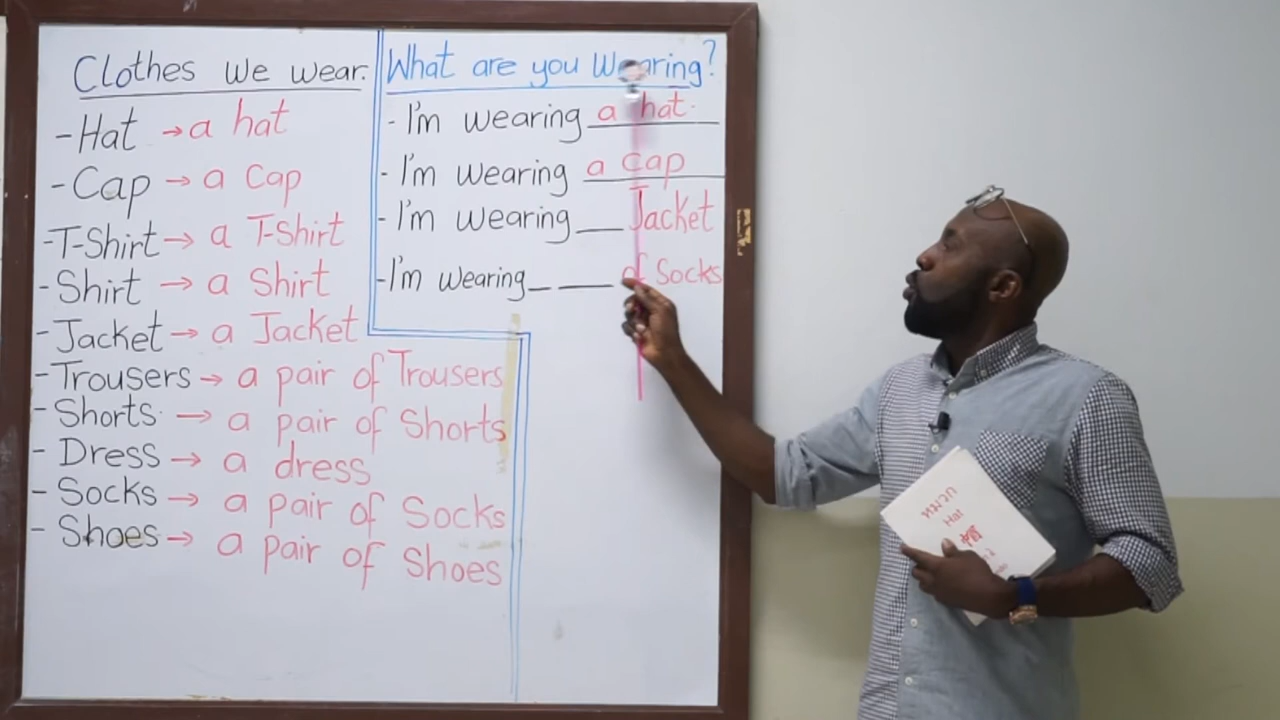 Clothes we wear.
-Hat → a hat
-Cap → a Cap
-T-Shirt → a T-Shirt
-Shirt → a Shirt
-Jacket → a Jacket
-Trousers → a pair of Trousers
-Shorts → a pair of Shorts
-Dress → a dress
-Socks → a pair of Socks
-Shoes → a pair of Shoes
What are you Wearing?
-I'm wearing a hat.
-I'm wearing a Cap
-I'm wearing __ Jacket
-I'm wearing _ ___ of Socks
Hat